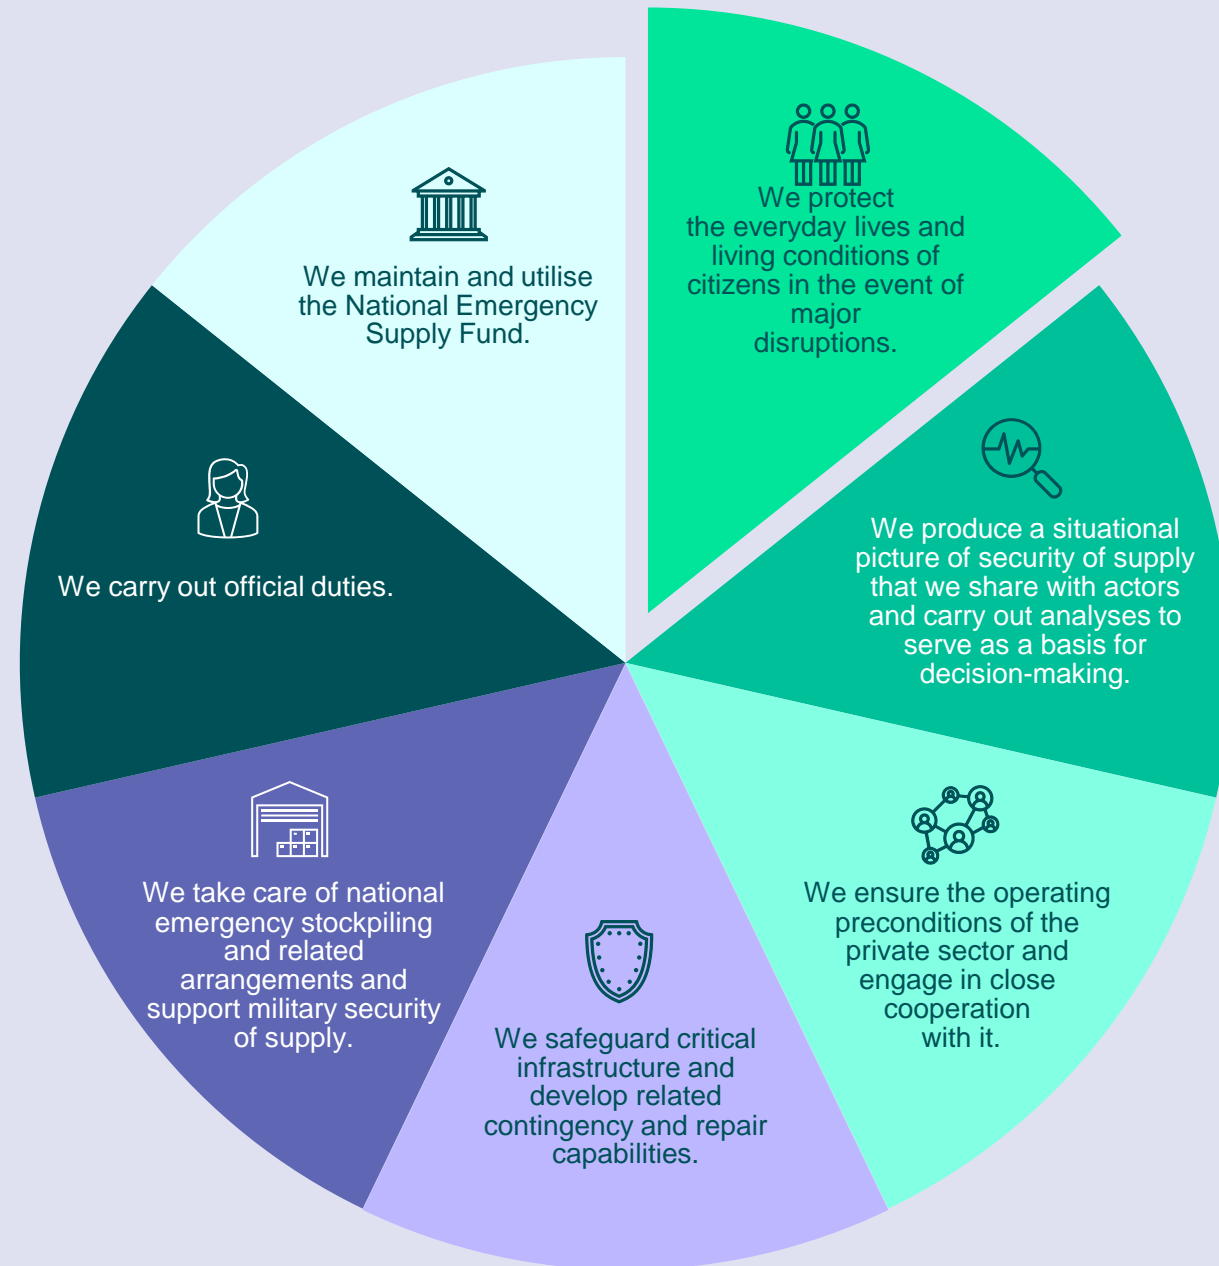 We protect
the everyday lives and
living conditions of
citizens in the event of
major
disruptions.
We produce a situational
picture of security of supply
that we share with actors
and carry out analyses to
serve as a basis for
decision-making.
We ensure the operating
preconditions of the
private sector and
engage in close
cooperation
with it.
We safeguard critical
infrastructure and
develop related
contingency and repair
capabilities.
We take care of national
emergency stockpiling
and related
arrangements and
support military security
of supply.
We carry out official duties.
We maintain and utilise
the National Emergency
Supply Fund.